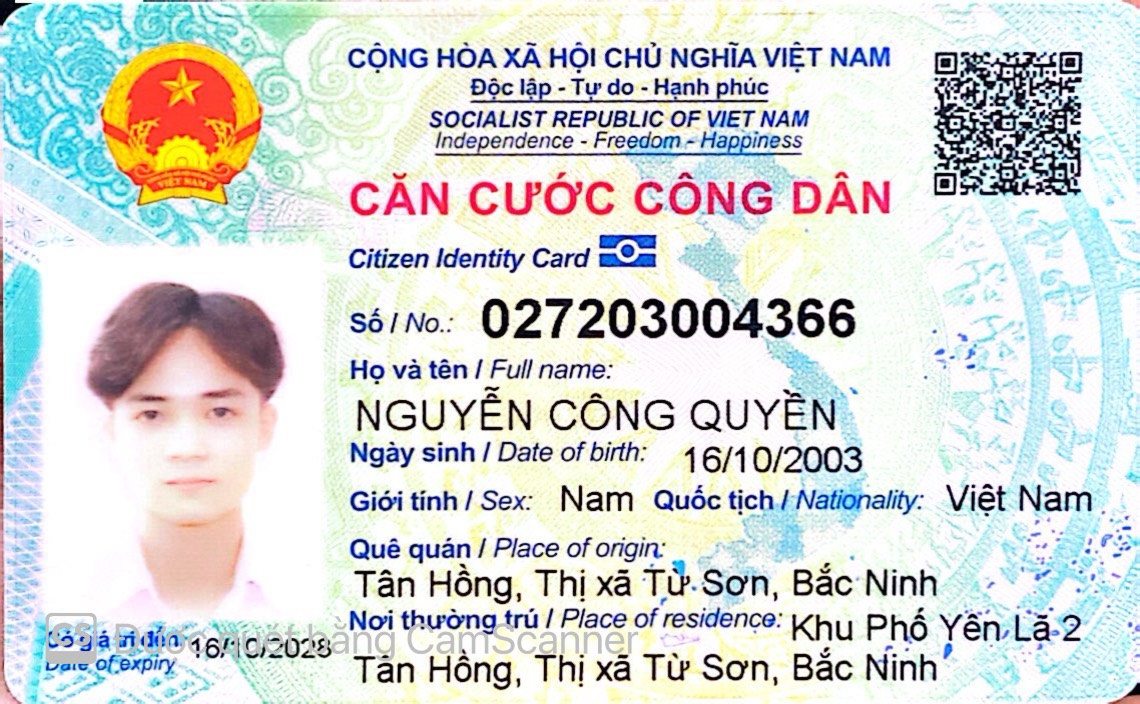 CỘNG HÒA XÃ HỘI CHỦ NGHĨA VIỆT NAM
Độc lập - Tự do - Hạnh phúc
SOCIALIST REPUBLIC OF VIET NAM
Independence - Freedom - Happiness
VIỆT NAM
CĂN CƯỚC CÔNG DÂN
Citizen Identity Card
Số / No.: 027203004366
Họ và tên / Full name:
NGUYỄN CÔNG QUYỀN
Ngày sinh / Date of birth: 16/10/2003
Giới tính / Sex: Nam Quốc tịch / Nationality: Việt Nam
Quê quán / Place of origin:
Tân Hồng, Thị xã Từ Sơn, Bắc Ninh
Nơi thường trú / Place of residence: Khu Phố Yên Lã 2
Tân Hồng, Thị xã Từ Sơn, Bắc Ninh
Có giá trị đến 16/10/2028
Date of expiry
CS Được quét bằng CamScanner